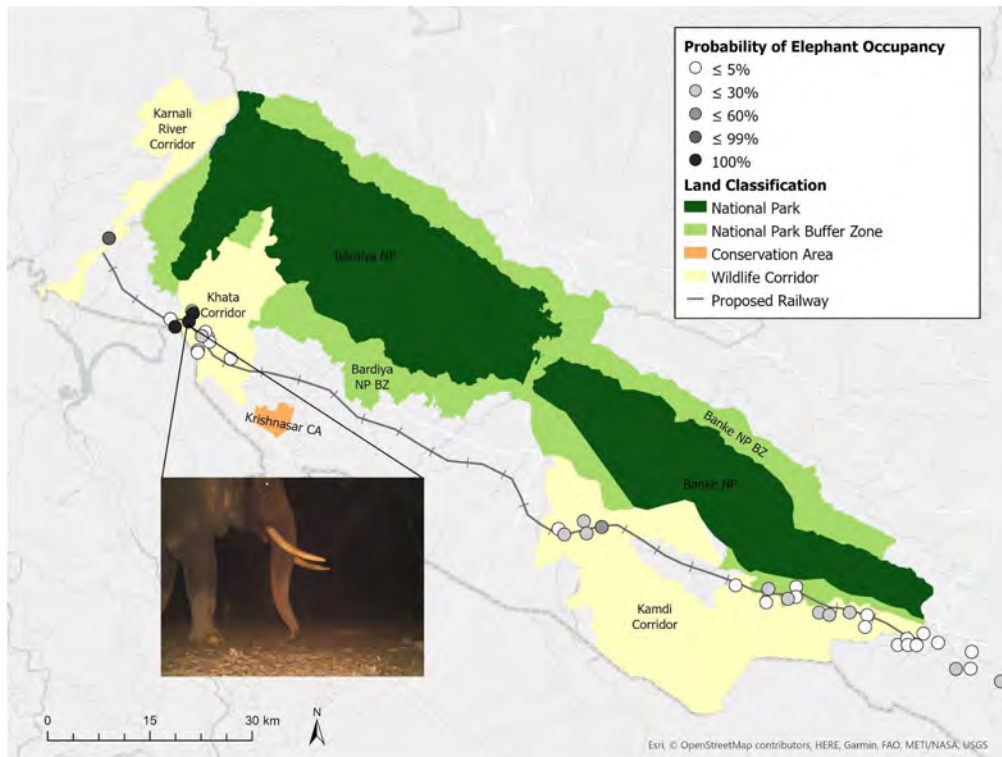 Probability of Elephant Occupancy
≤ 5%
≤ 30%
≤ 60%
≤ 99%
100%
Land Classification
National Park
National Park Buffer Zone
Conservation Area
Wildlife Corridor
Proposed Railway
Karnali
River
Corridor
Bardiya NP
Khata
Corridor
Bardiya
NP BZ
Krishnasar CA
Banke NP BZ
Banke NP
Kamdi
Corridor
0 15 30 km
N
Esri, © OpenStreetMap contributors, HERE, Garmin, FAO, METI/NASA, USGS